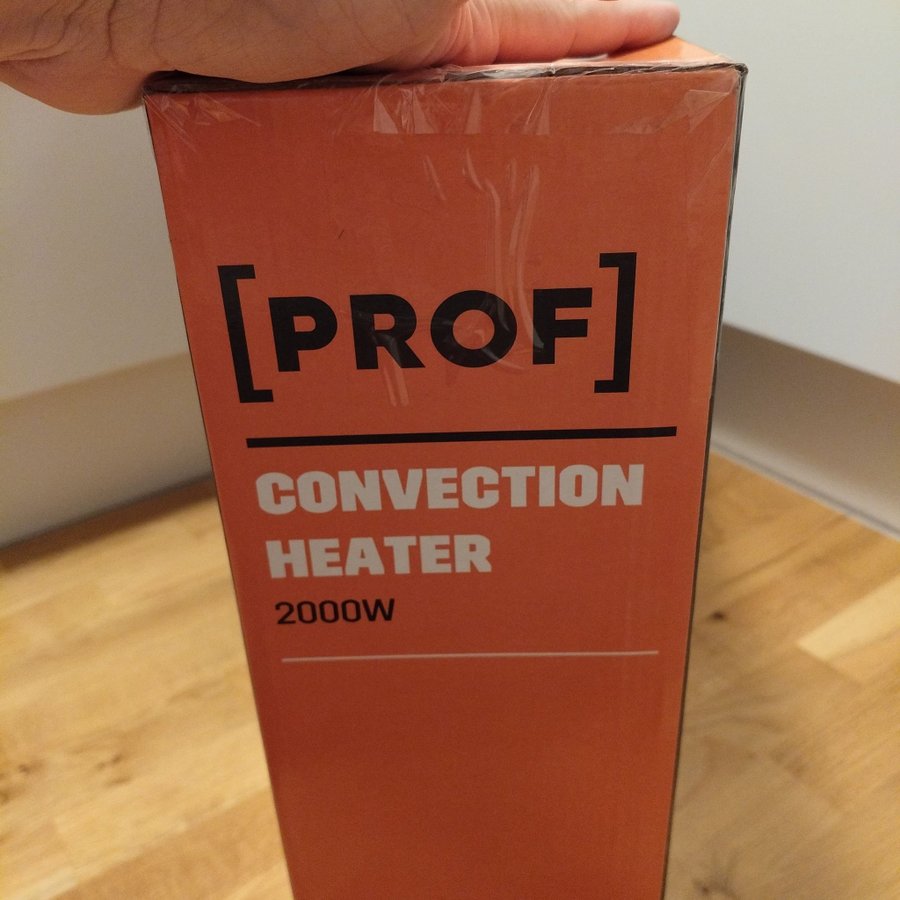 [PROF]
CONVECTION
HEATER
2000W